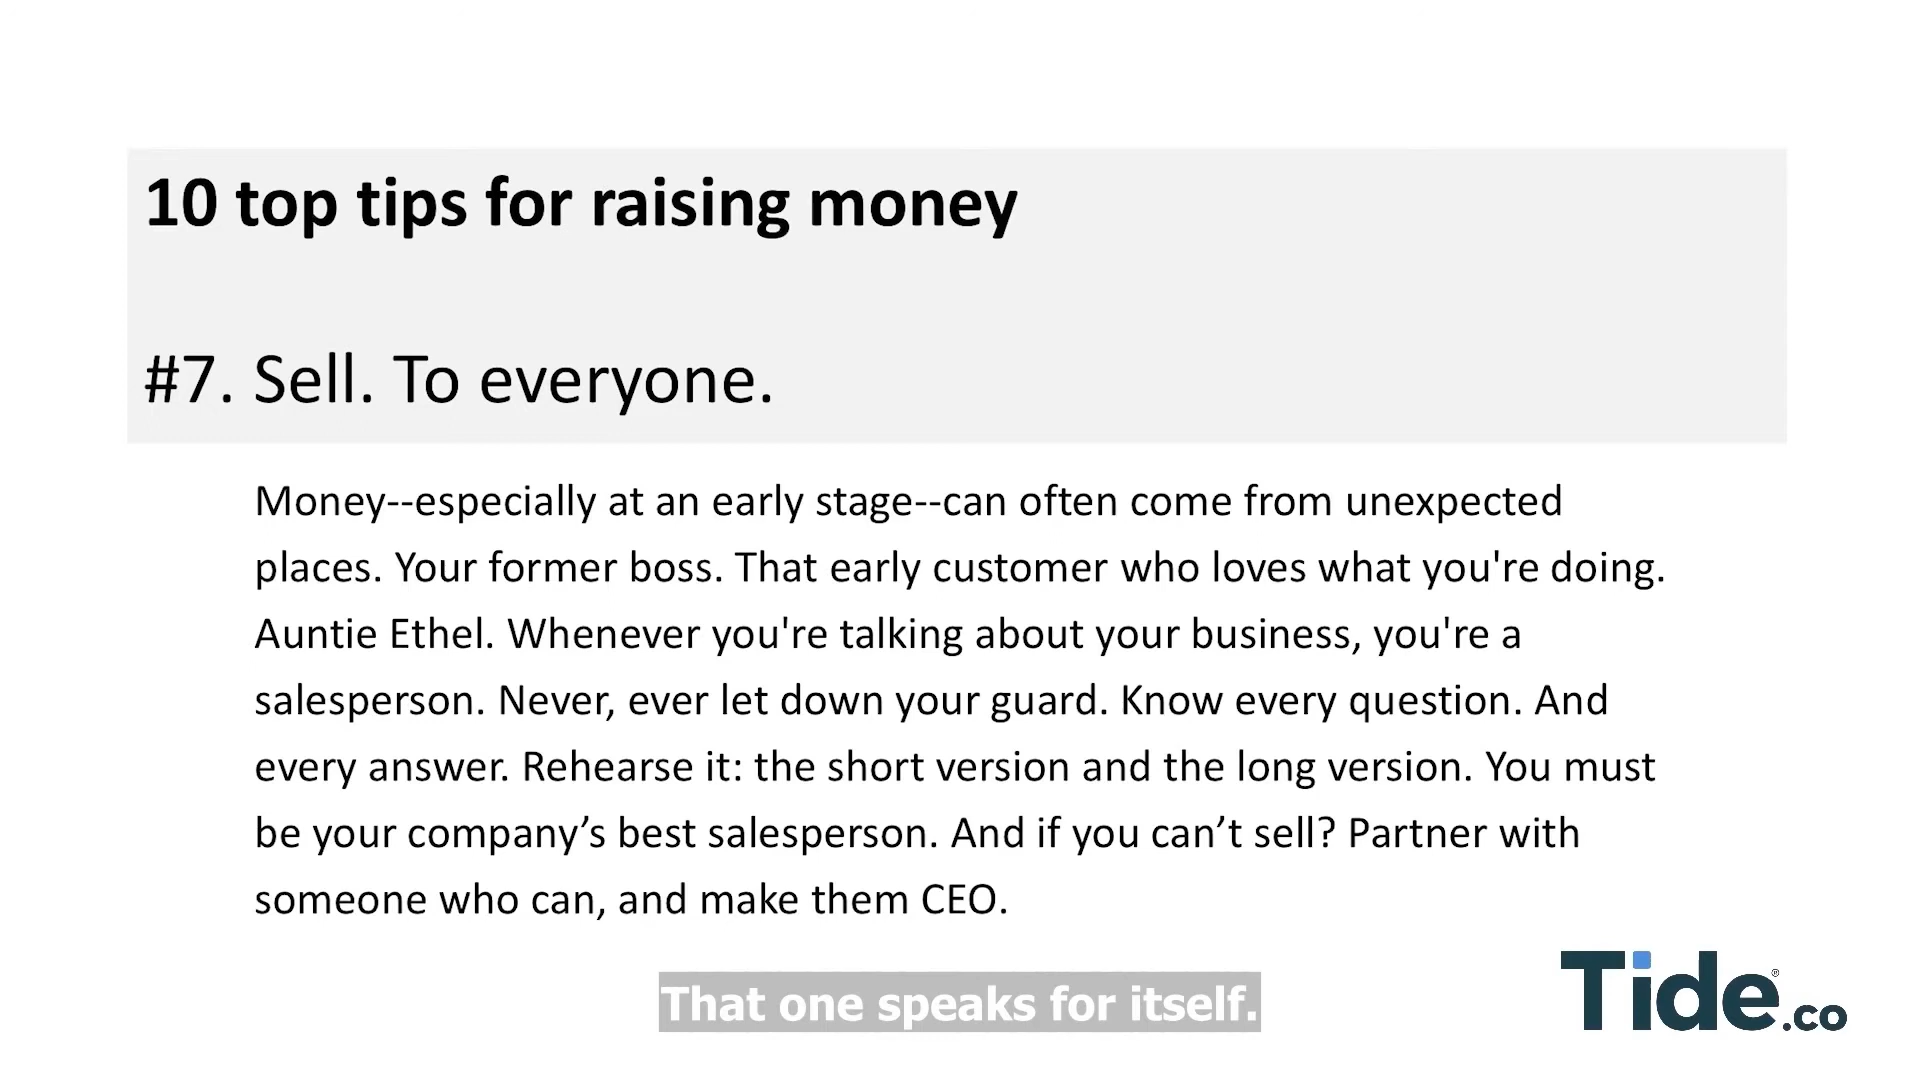 10 top tips for raising money
#7. Sell. To everyone.
Money--especially at an early stage--can often come from unexpected
places. Your former boss. That early customer who loves what you're doing.
Auntie Ethel. Whenever you're talking about your business, you're a
salesperson. Never, ever let down your guard. Know every question. And
every answer. Rehearse it: the short version and the long version. You must
be your company’s best salesperson. And if you can’t sell? Partner with
someone who can, and make them CEO.
That one speaks for itself.
Tide®.co